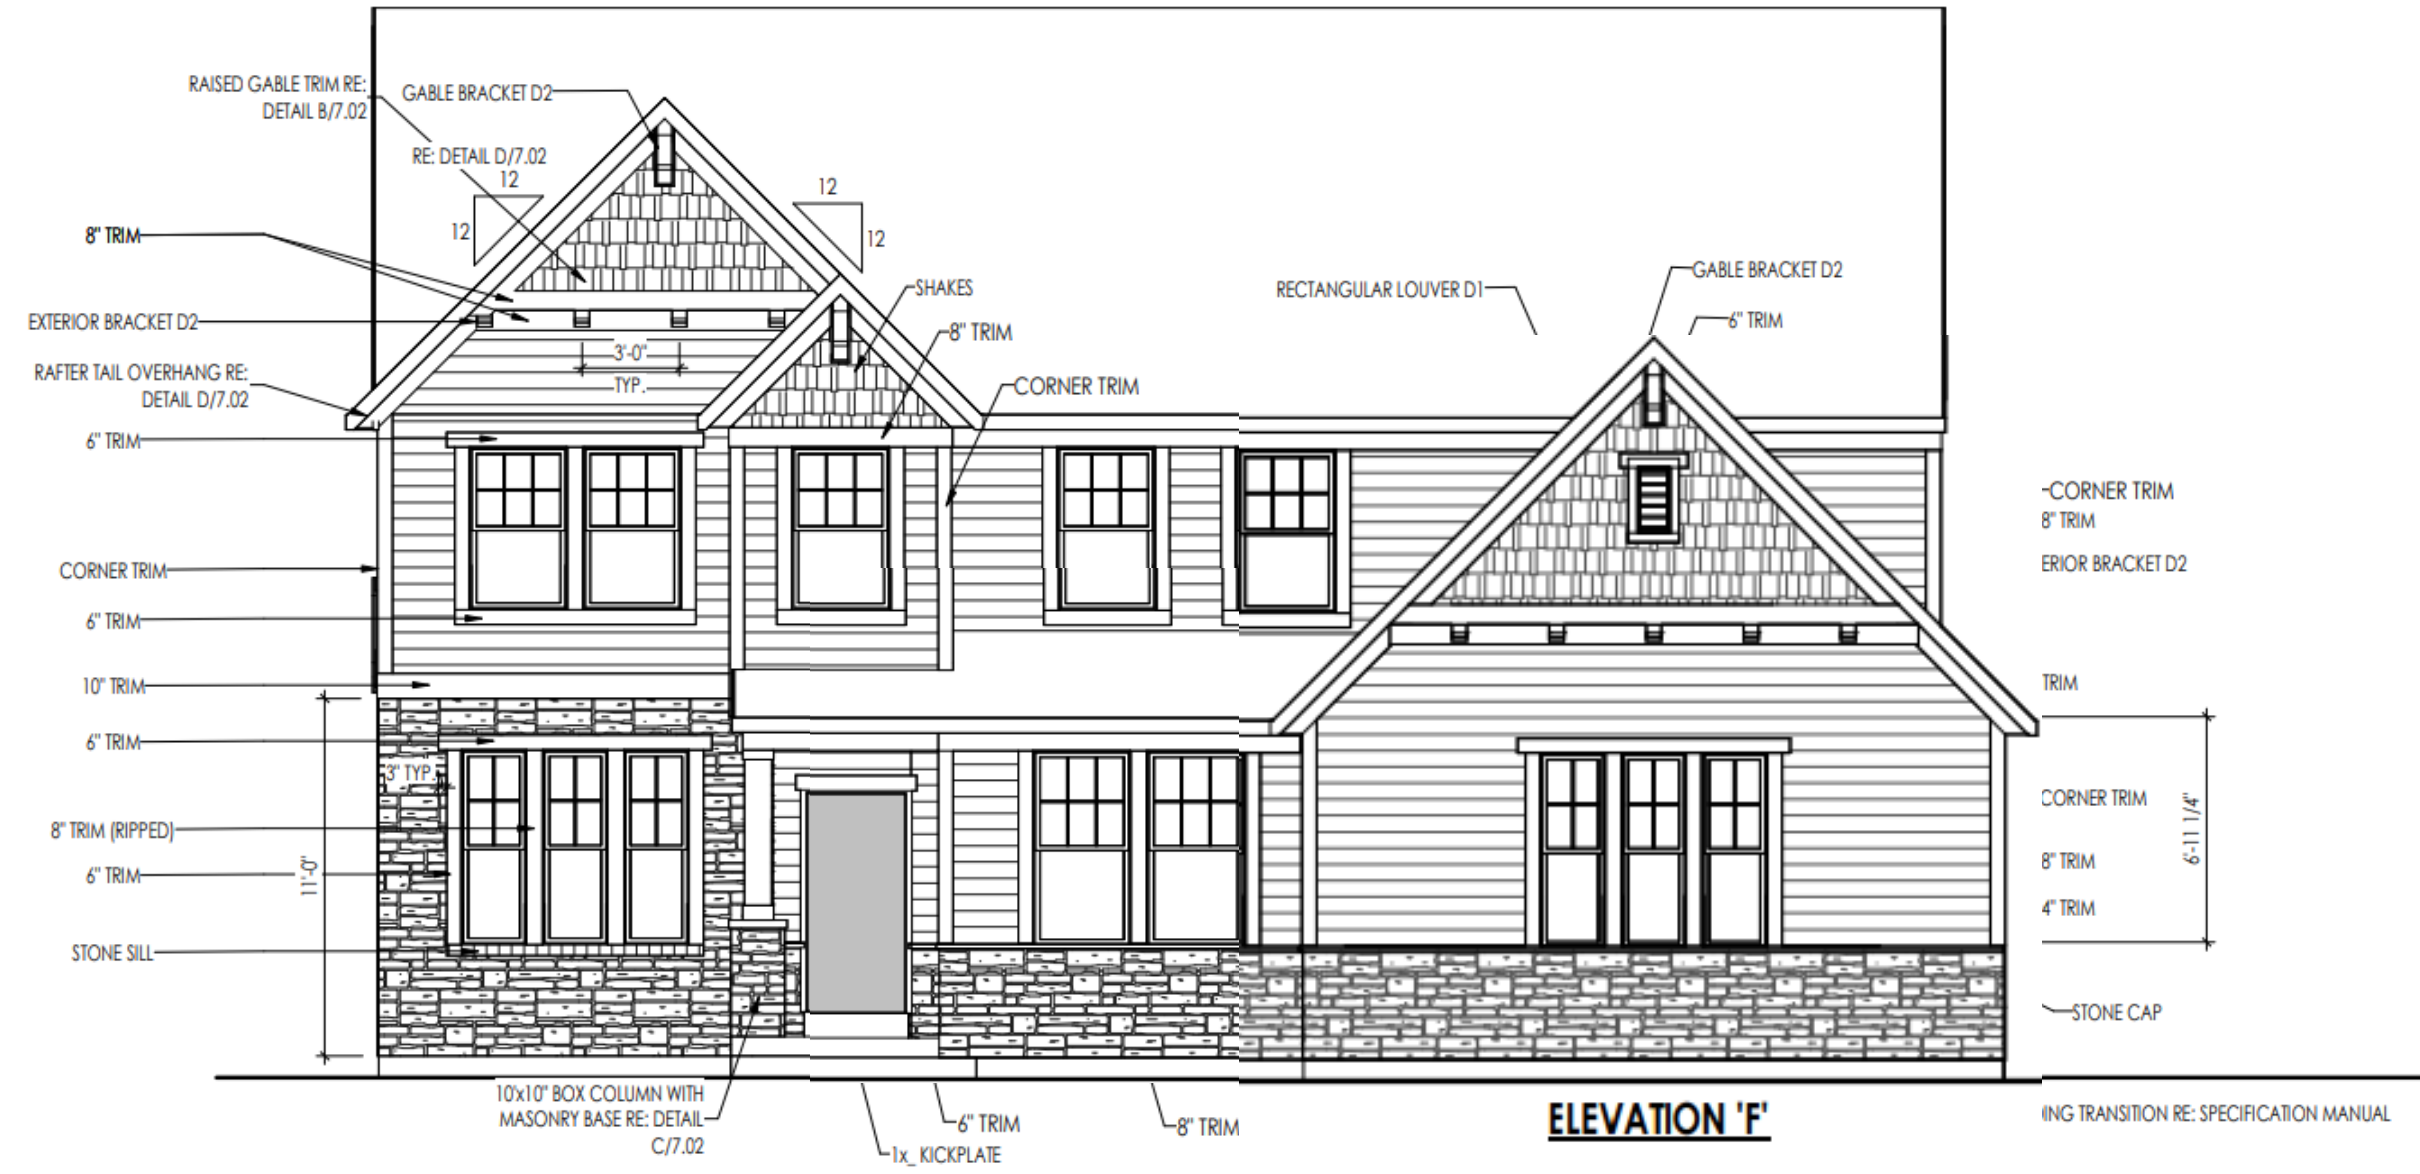 RAISED GABLE TRIM RE:
DETAIL B/7.02
GABLE BRACKET D2
RE: DETAIL D/7.02
12
12
12
12
8" TRIM
EXTERIOR BRACKET D2
RAFTER TAIL OVERHANG RE:
DETAIL D/7.02
3'-0"
TYP.
SHAKES
8" TRIM
CORNER TRIM
6" TRIM
RECTANGULAR LOUVER D1
GABLE BRACKET D2
6" TRIM
CORNER TRIM
8" TRIM
ERIOR BRACKET D2
CORNER TRIM
6" TRIM
10" TRIM
TRIM
6" TRIM
3" TYP.
8" TRIM (RIPPED)
11'-0"
6" TRIM
STONE SILL
CORNER TRIM
6'-11 1/4"
8" TRIM
4" TRIM
STONE CAP
10'x10" BOX COLUMN WITH
MASONRY BASE RE: DETAIL
C/7.02
6" TRIM
1x_ KICKPLATE
8" TRIM
ELEVATION 'F'
ING TRANSITION RE: SPECIFICATION MANUAL